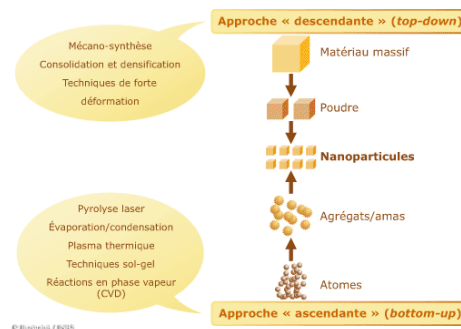 Approche « descendante » (top-down)
Mécano-synthèse
Consolidation et densification
Techniques de forte
déformation
Matériau massif
Poudre
Nanoparticules
Pyrolyse laser
Évaporation/condensation
Plasma thermique
Techniques sol-gel
Réactions en phase vapeur
(CVD)
Agrégats/amas
Atomes
Approche « ascendante » (bottom-up)